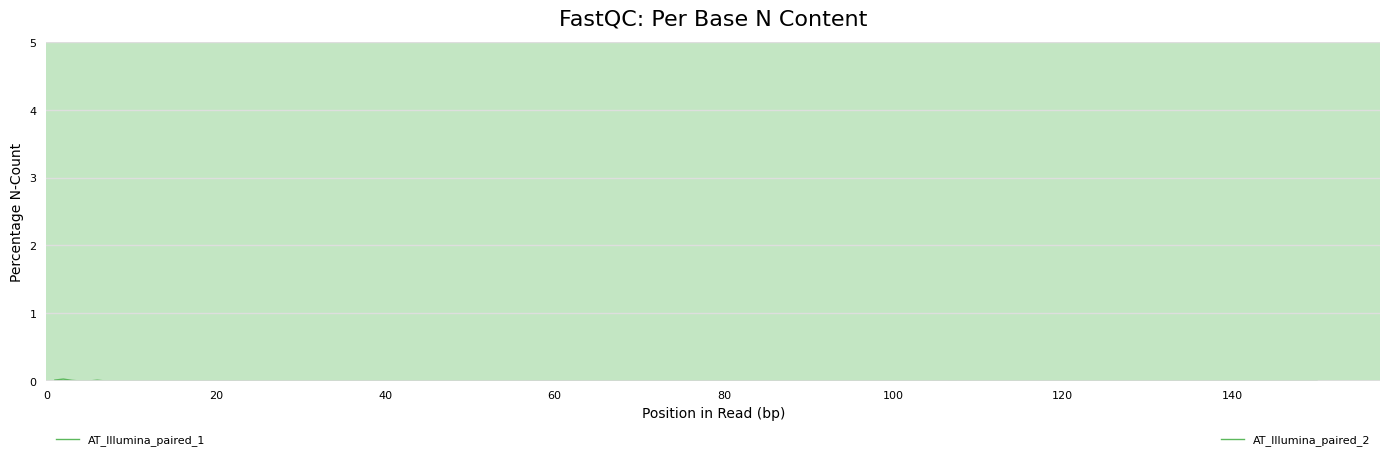 FastQC: Per Base N Content
Percentage N-Count
5
4
3
2
1
0
0 20 40 60 80 100 120 140
Position in Read (bp)
AT_Illumina_paired_1 AT_Illumina_paired_2